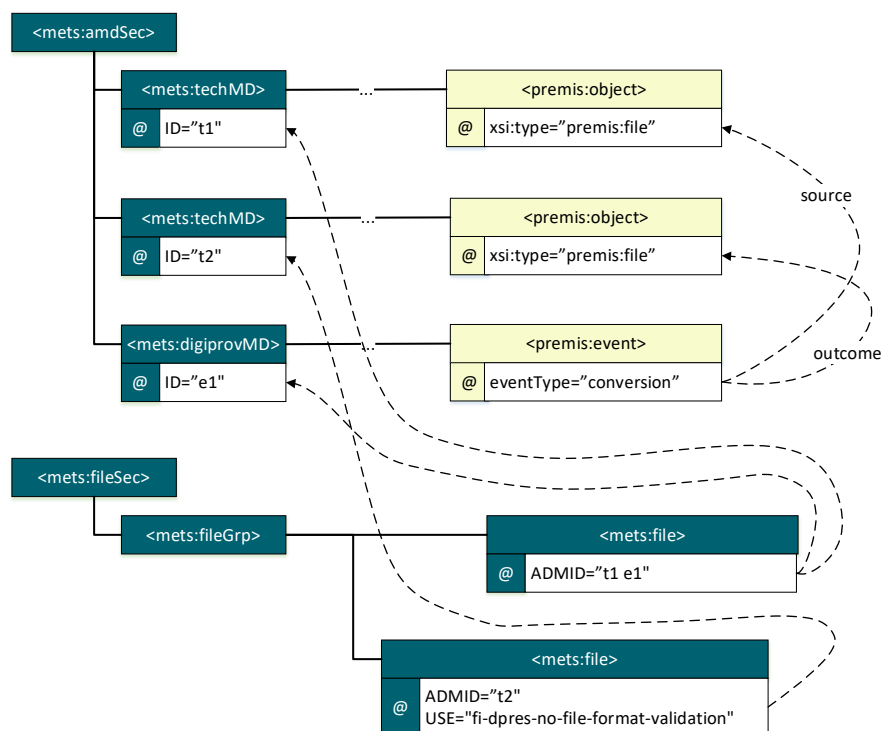 <mets:amdSec>
<mets:techMD>
...
<premis:object>
@
ID="t1"
@
xsi:type=”premis:file”
source
<mets:techMD>
...
<premis:object>
@
ID=”t2"
@
xsi:type=”premis:file”
<mets:digiprovMD>
...
<premis:event>
outcome
@
ID=”e1"
@
eventType=”conversion”
<mets:fileSec>
<mets:fileGrp>
<mets:file>
@
ADMID=”t1 e1"
<mets:file>
@
ADMID=”t2"
USE="fi-dpres-no-file-format-validation"